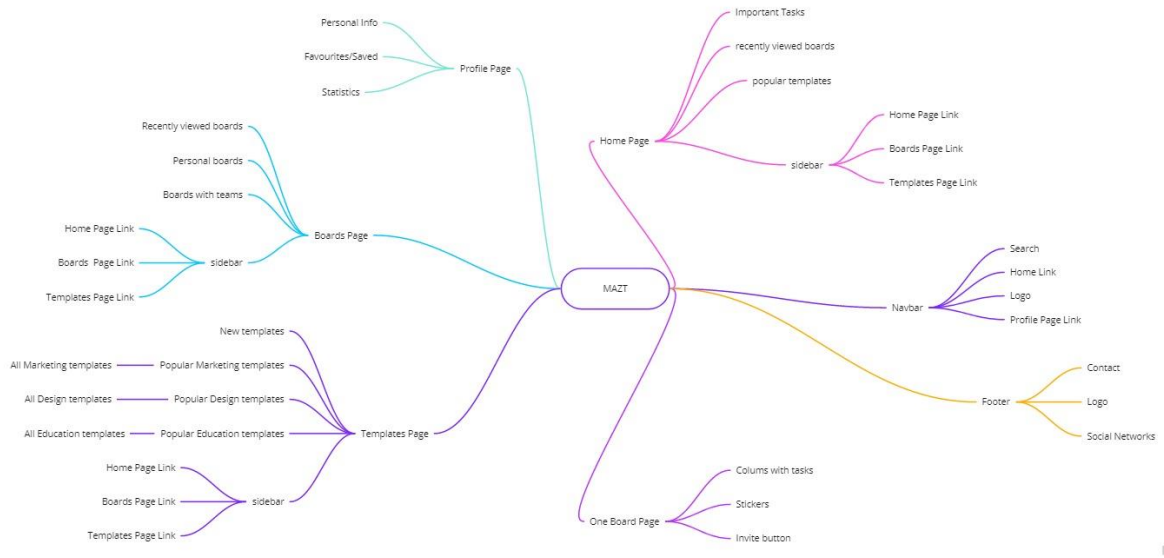 MAZT
Profile Page
Personal Info
Favourites/Saved
Statistics
Boards Page
Recently viewed boards
Personal boards
Boards with teams
sidebar
Home Page Link
Boards  Page Link
Templates Page Link
Templates Page
New templates
Popular Marketing templates
All Marketing templates
Popular Design templates
All Design templates
Popular Education templates
All Education templates
sidebar
Home Page Link
Boards Page Link
Templates Page Link
Home Page
Important Tasks
recently viewed boards
popular templates
sidebar
Home Page Link
Boards Page Link
Templates Page Link
Navbar
Search
Home Link
Logo
Profile Page Link
Footer
Contact
Logo
Social Networks
One Board Page
Colums with tasks
Stickers
Invite button